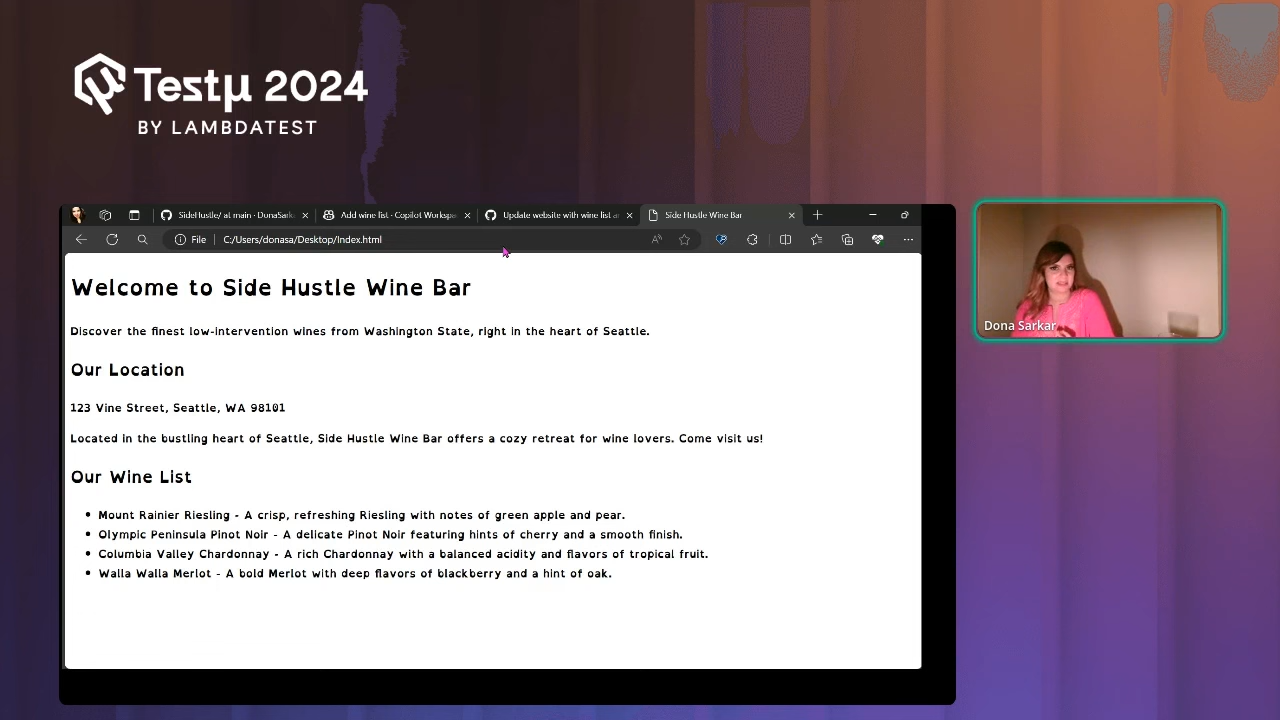 Testμ 2024
BY LAMBDATEST
SideHustle/ at main · DonaSark
Add wine list · Copilot Workspa
Update website with wine list a
Side Hustle Wine Bar
File
C:/Users/donasa/Desktop/Index.html
Welcome to Side Hustle Wine Bar
Discover the finest low-intervention wines from Washington State, right in the heart of Seattle.
Our Location
123 Vine Street, Seattle, WA 98101
Located in the bustling heart of Seattle, Side Hustle Wine Bar offers a cozy retreat for wine lovers. Come visit us!
Our Wine List
• Mount Rainier Riesling - A crisp, refreshing Riesling with notes of green apple and pear.
• Olympic Peninsula Pinot Noir - A delicate Pinot Noir featuring hints of cherry and a smooth finish.
• Columbia Valley Chardonnay - A rich Chardonnay with a balanced acidity and flavors of tropical fruit.
• Walla Walla Merlot - A bold Merlot with deep flavors of blackberry and a hint of oak.
Dona Sarkar